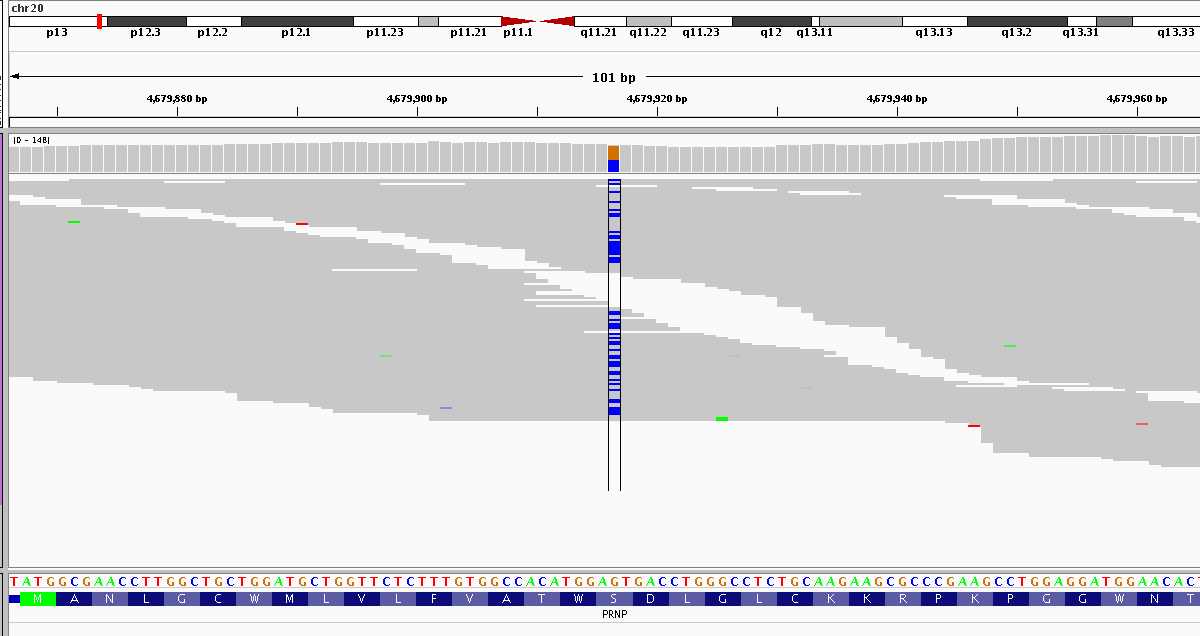 chr20
p13 p12.3 p12.2 p12.1 p11.23 p11.21 p11.1 q11.21 q11.22 q11.23 q12 q13.11 q13.13 q13.2 q13.31 q13.33
101 bp
4,679,880 bp 4,679,900 bp 4,679,920 bp 4,679,940 bp 4,679,960 bp
[0 - 148]
TATGGCGAACCTTGGCTGCTGGATGCTGGTTCTCTTTGTGGCCACATGGAGTGACCTGGGCCTCTGCAAGAAGCGCCCGAAGCCTGGAGGATGGAACACT
M A N L G C W M L V L F V A T W S D L G L C K K R P K P G G W N T
PRNP